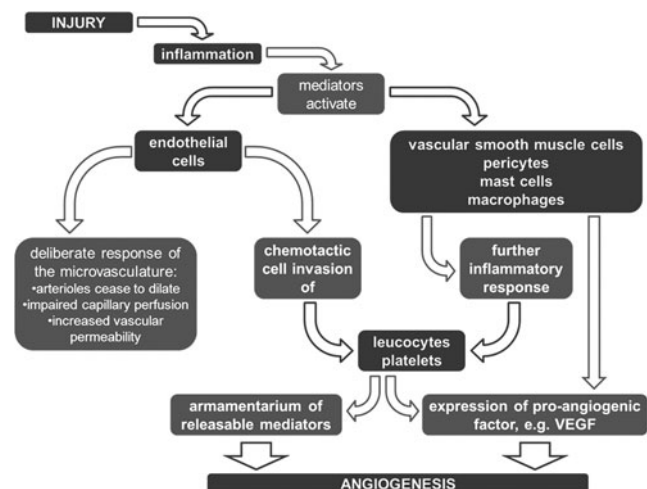 INJURY
inflammation
mediators
activate
endothelial
cells
vascular smooth muscle cells
pericytes
mast cells
macrophages
deliberate response of
the microvasculature:
•arterioles cease to dilate
•impaired capillary perfusion
•increased vascular
permeability
chemotactic
cell invasion
of
further
inflammatory
response
leucocytes
platelets
armamentarium of
releasable mediators
expression of pro-angiogenic
factor, e.g. VEGF
ANGIOGENESIS